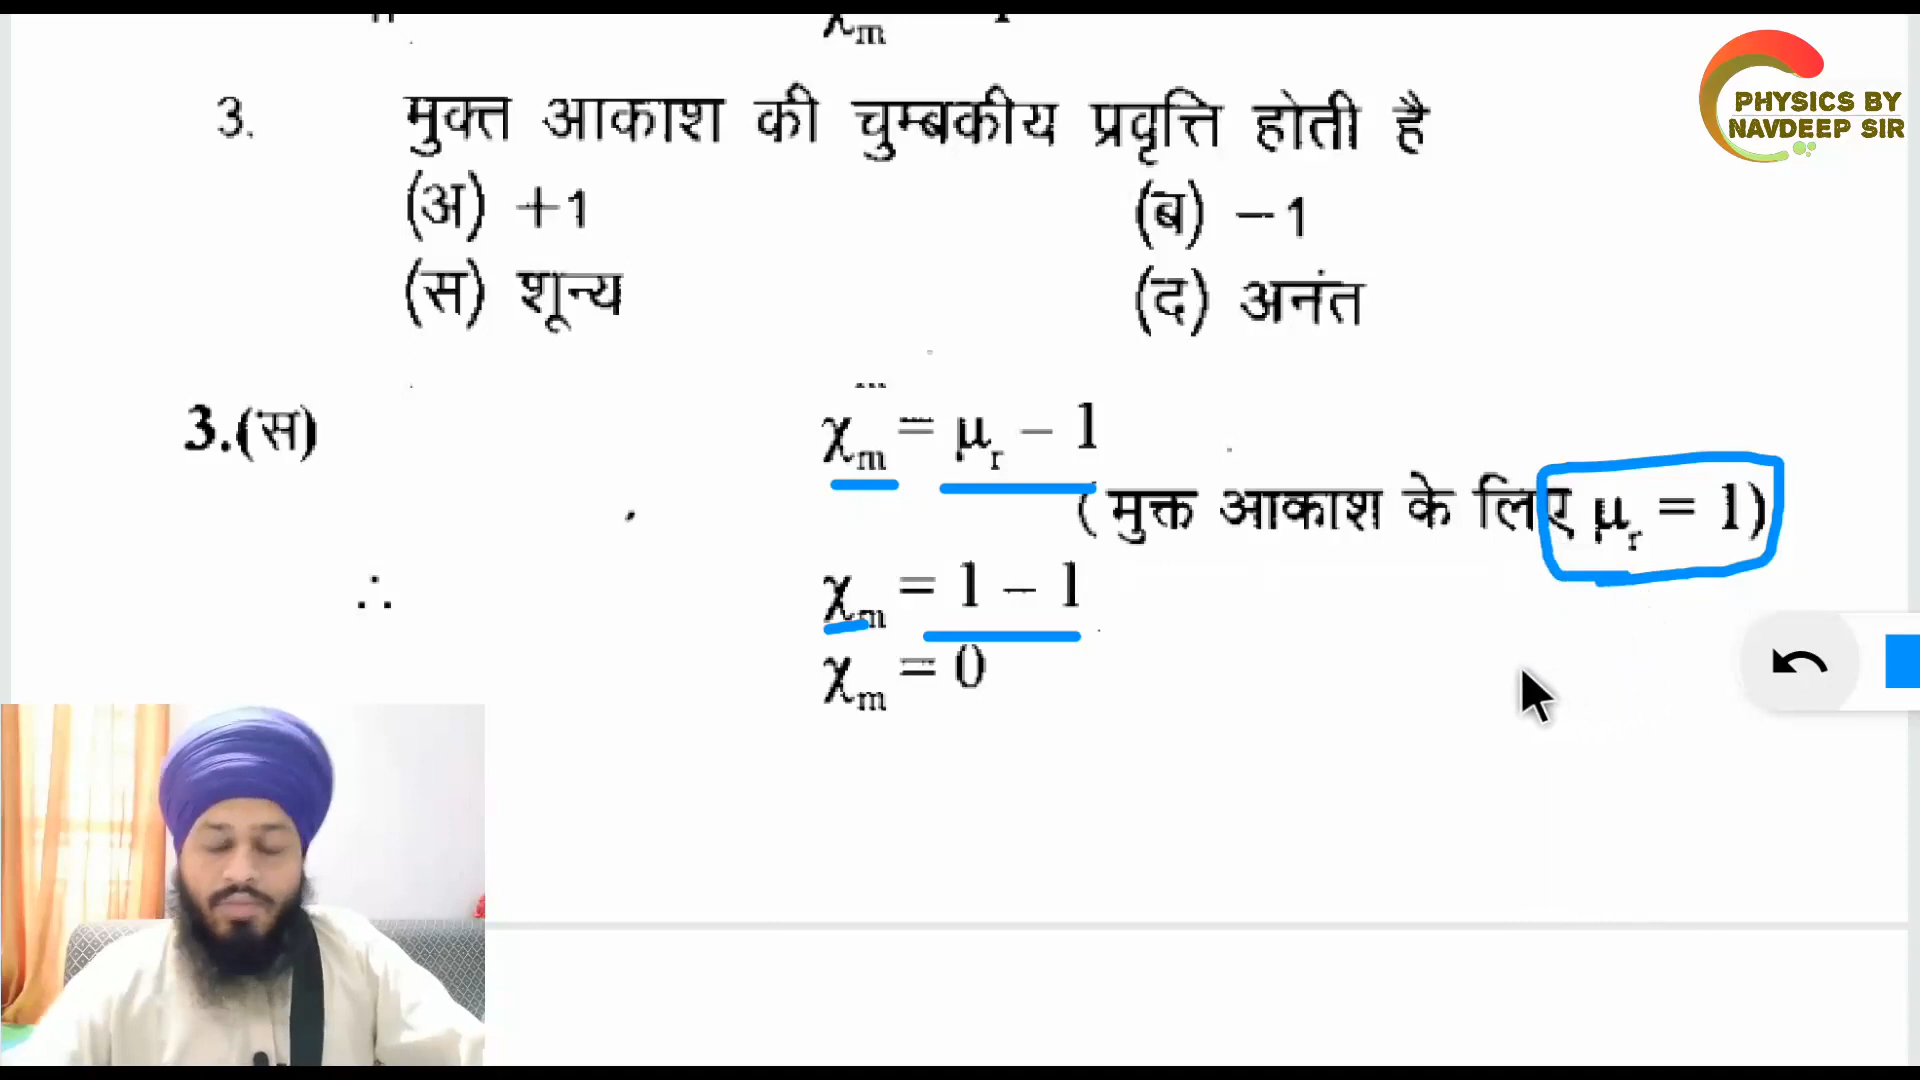 χm
PHYSICS BY
NAVDEEP SIR
3. मुक्त आकाश की चुम्बकीय प्रवृत्ति होती है
(अ) +1 (ब) −1
(स) शून्य (द) अनंत
3.(स) χm = μr − 1
(मुक्त आकाश के लिए μr = 1)
∴ χm = 1 − 1
χm = 0